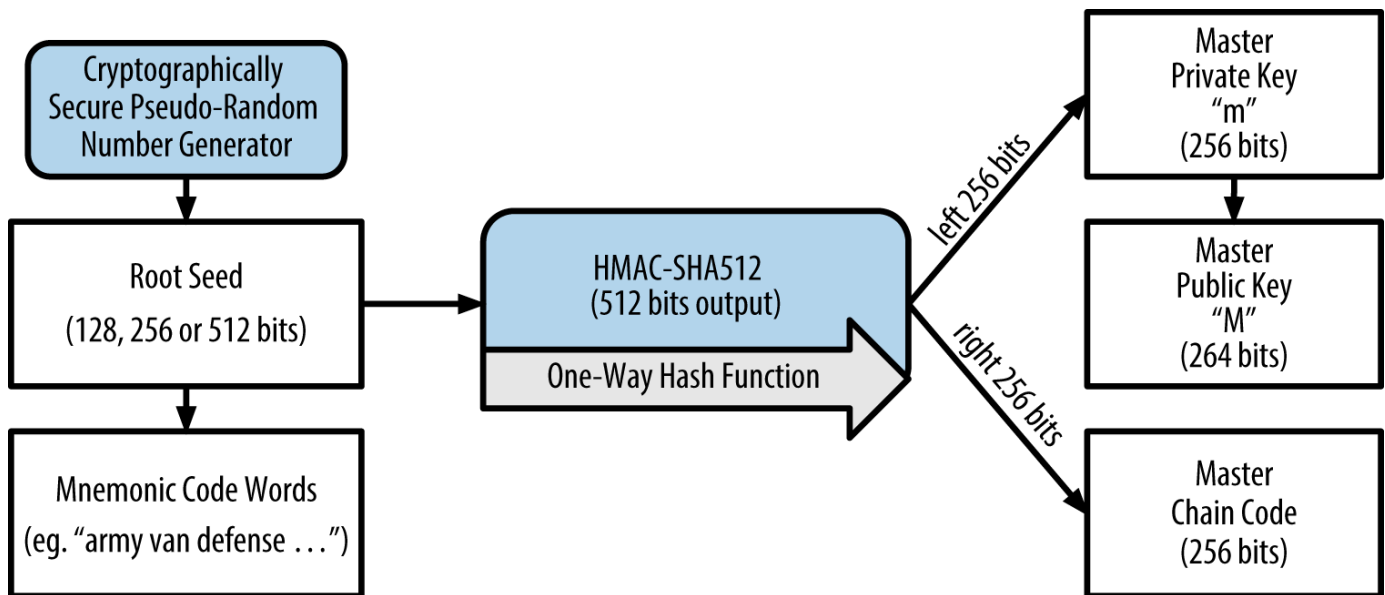 Cryptographically
Secure Pseudo-Random
Number Generator
Root Seed
(128, 256 or 512 bits)
Mnemonic Code Words
(eg. “army van defense …”)
HMAC-SHA512
(512 bits output)
One-Way Hash Function
left 256 bits
right 256 bits
Master
Private Key
“m”
(256 bits)
Master
Public Key
“M”
(264 bits)
Master
Chain Code
(256 bits)